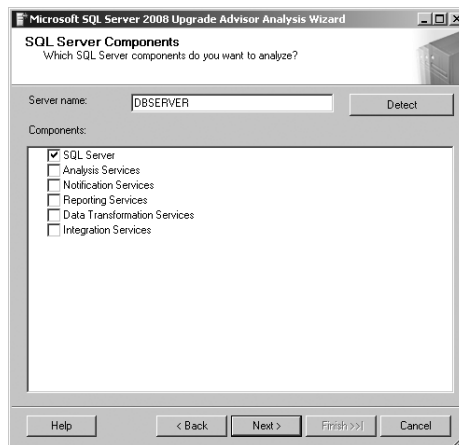 Microsoft SQL Server 2008 Upgrade Advisor Analysis Wizard
SQL Server Components
Which SQL Server components do you want to analyze?
Server name:
DBSERVER
Detect
Components:
SQL Server
Analysis Services
Notification Services
Reporting Services
Data Transformation Services
Integration Services
Help
< Back
Next >
Finish >>|
Cancel